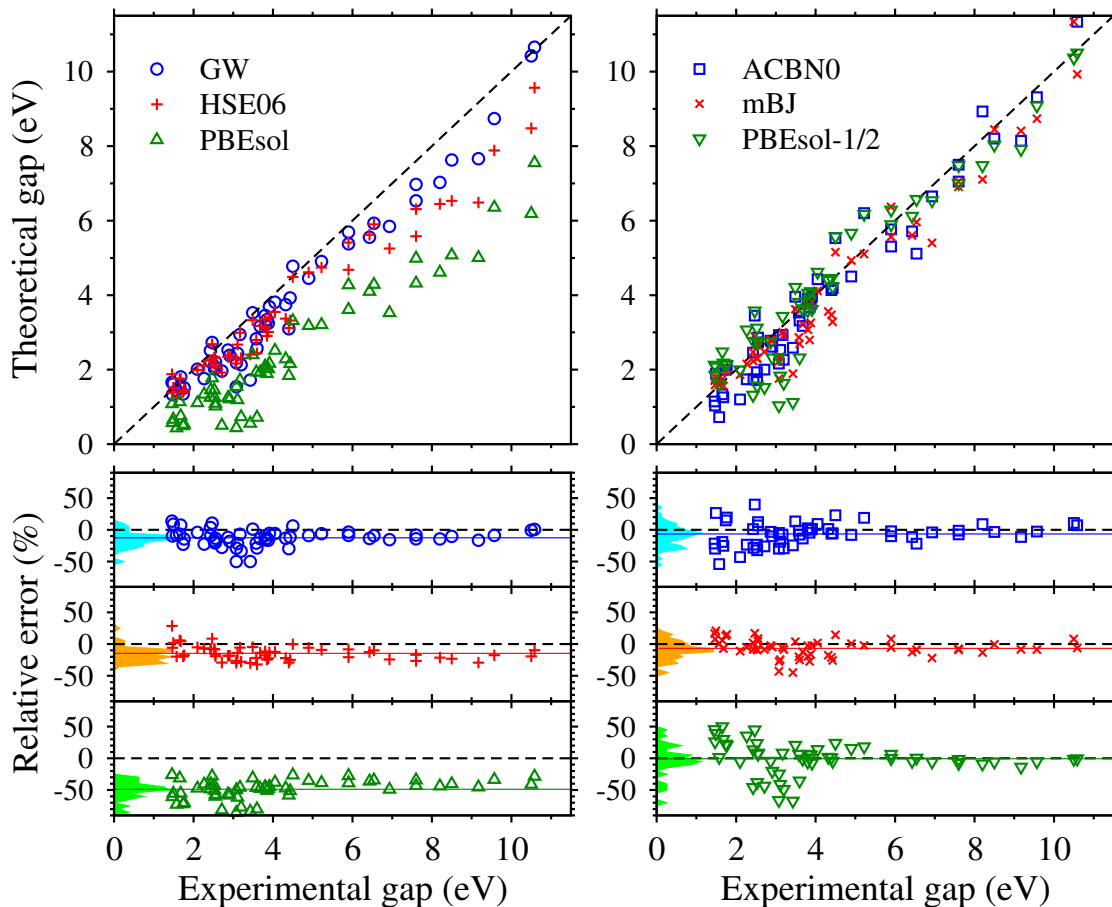 Theoretical gap (eV)
10
8
6
4
2
0
GW
HSE06
PBEsol
10
8
6
4
2
0
ACBN0
mBJ
PBEsol-1/2
Relative error (%)
50
0
-50
50
0
-50
50
0
-50
0 2 4 6 8 10
Experimental gap (eV)
50
0
-50
50
0
-50
50
0
-50
0 2 4 6 8 10
Experimental gap (eV)